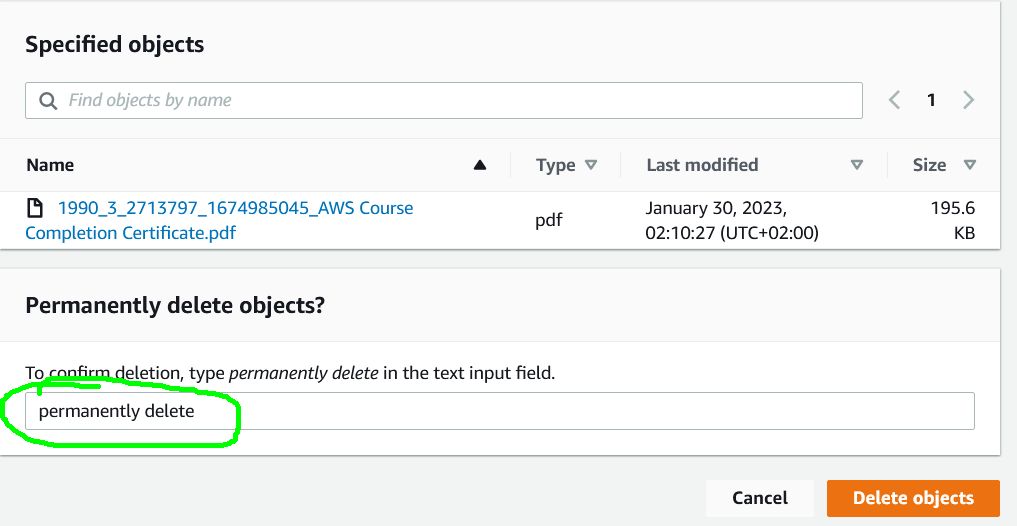 Specified objects
Find objects by name
1
Name Type Last modified Size
1990_3_2713797_1674985045_AWS Course
Completion Certificate.pdf
pdf
January 30, 2023,
02:10:27 (UTC+02:00)
195.6
KB
Permanently delete objects?
To confirm deletion, type permanently delete in the text input field.
permanently delete
Cancel Delete objects